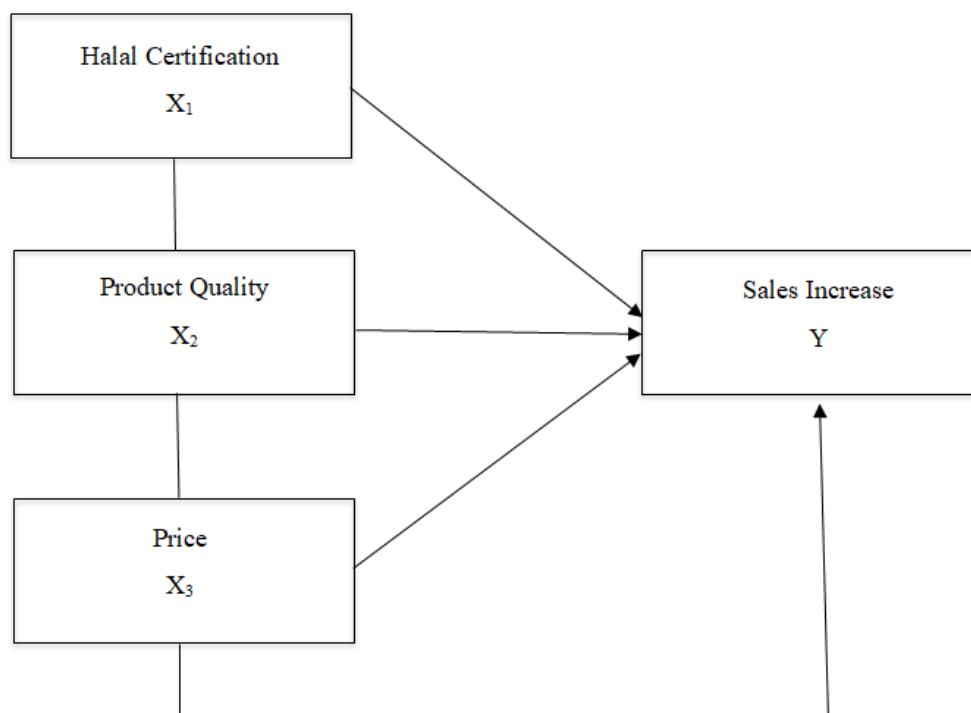 Halal Certification
X₁
Product Quality
X₂
Sales Increase
Y
Price
X₃